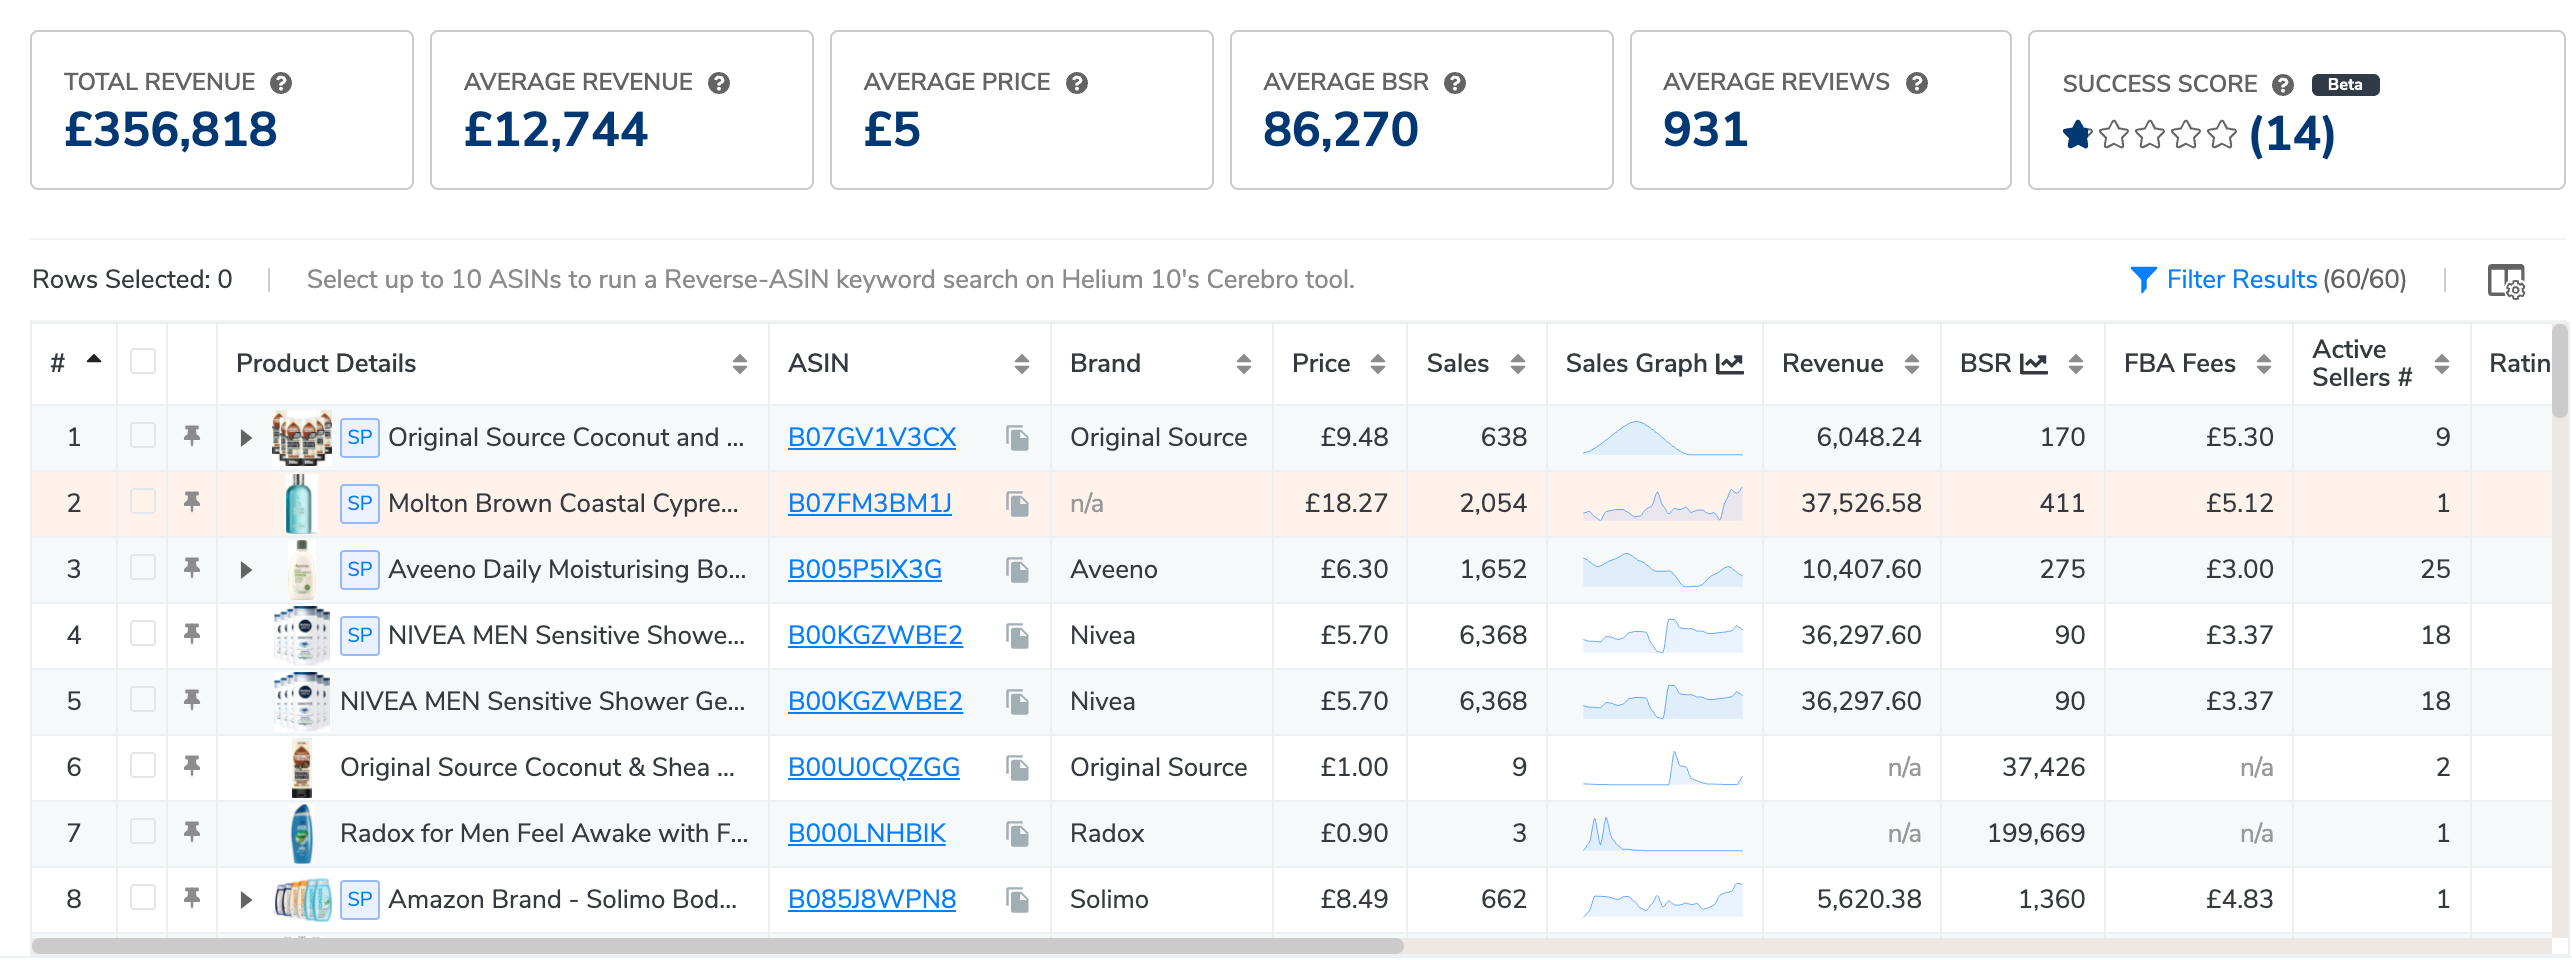 TOTAL REVENUE
£356,818
AVERAGE REVENUE
£12,744
AVERAGE PRICE
£5
AVERAGE BSR
86,270
AVERAGE REVIEWS
931
SUCCESS SCORE Beta
(14)
Rows Selected: 0 Select up to 10 ASINs to run a Reverse-ASIN keyword search on Helium 10's Cerebro tool. Filter Results (60/60)
# Product Details ASIN Brand Price Sales Sales Graph Revenue BSR FBA Fees Active Sellers # Ratin
1 SP Original Source Coconut and ... B07GV1V3CX Original Source £9.48 638 6,048.24 170 £5.30 9
2 SP Molton Brown Coastal Cypre... B07FM3BM1J n/a £18.27 2,054 37,526.58 411 £5.12 1
3 SP Aveeno Daily Moisturising Bo... B005P5IX3G Aveeno £6.30 1,652 10,407.60 275 £3.00 25
4 SP NIVEA MEN Sensitive Showe... B00KGZWBE2 Nivea £5.70 6,368 36,297.60 90 £3.37 18
5 NIVEA MEN Sensitive Shower Ge... B00KGZWBE2 Nivea £5.70 6,368 36,297.60 90 £3.37 18
6 Original Source Coconut & Shea ... B00U0CQZGG Original Source £1.00 9 n/a 37,426 n/a 2
7 Radox for Men Feel Awake with F... B000LNHBIK Radox £0.90 3 n/a 199,669 n/a 1
8 SP Amazon Brand - Solimo Bod... B085J8WPN8 Solimo £8.49 662 5,620.38 1,360 £4.83 1